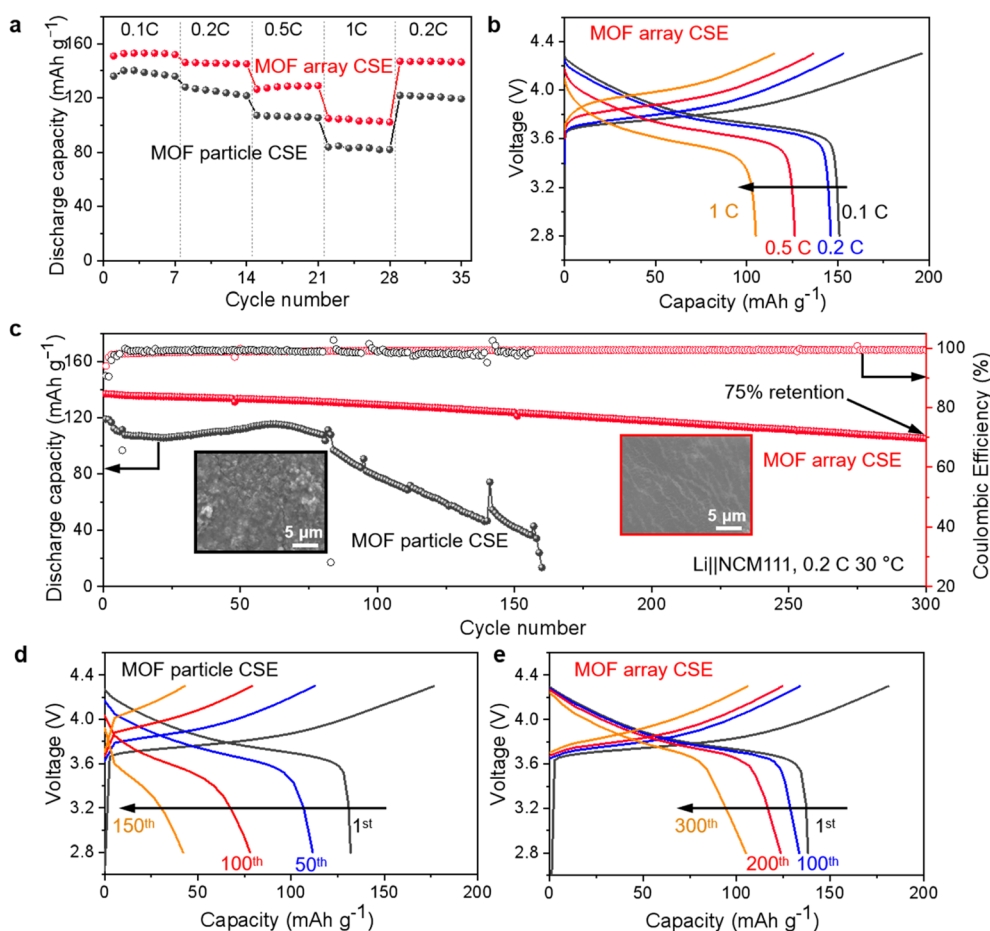 a
0.1C 0.2C 0.5C 1C 0.2C
MOF array CSE
MOF particle CSE
Discharge capacity (mAh g⁻¹)
160
120
80
40
0
0 7 14 21 28 35
Cycle number
b
MOF array CSE
Voltage (V)
4.4
4.0
3.6
3.2
2.8
1 C
0.5 C
0.2 C
0.1 C
0 50 100 150 200
Capacity (mAh g⁻¹)
c
Discharge capacity (mAh g⁻¹)
160
120
80
40
0
75% retention
MOF array CSE
MOF particle CSE
5 μm
5 μm
Li||NCM111, 0.2 C 30 °C
100
80
60
40
20
Coulombic Efficiency (%)
0 50 100 150 200 250 300
Cycle number
d
MOF particle CSE
Voltage (V)
4.4
4.0
3.6
3.2
2.8
150th
100th
50th
1st
0 50 100 150 200
Capacity (mAh g⁻¹)
e
MOF array CSE
Voltage (V)
4.4
4.0
3.6
3.2
2.8
300th
200th
100th
1st
0 50 100 150 200
Capacity (mAh g⁻¹)